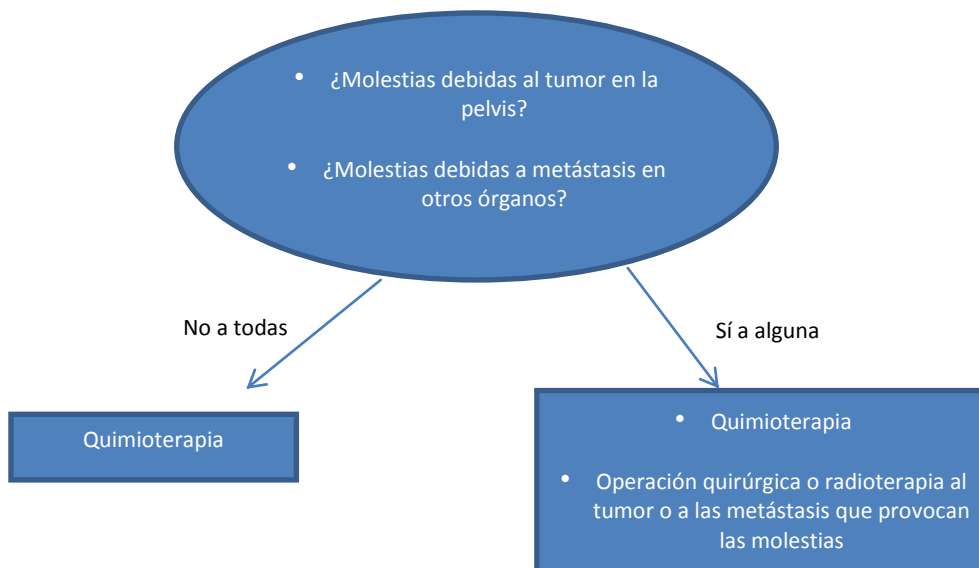 • ¿Molestias debidas al tumor en la
pelvis?
• ¿Molestias debidas a metástasis en
otros órganos?
No a todas
Sí a alguna
Quimioterapia
• Quimioterapia
• Operación quirúrgica o radioterapia al
tumor o a las metástasis que provocan
las molestias